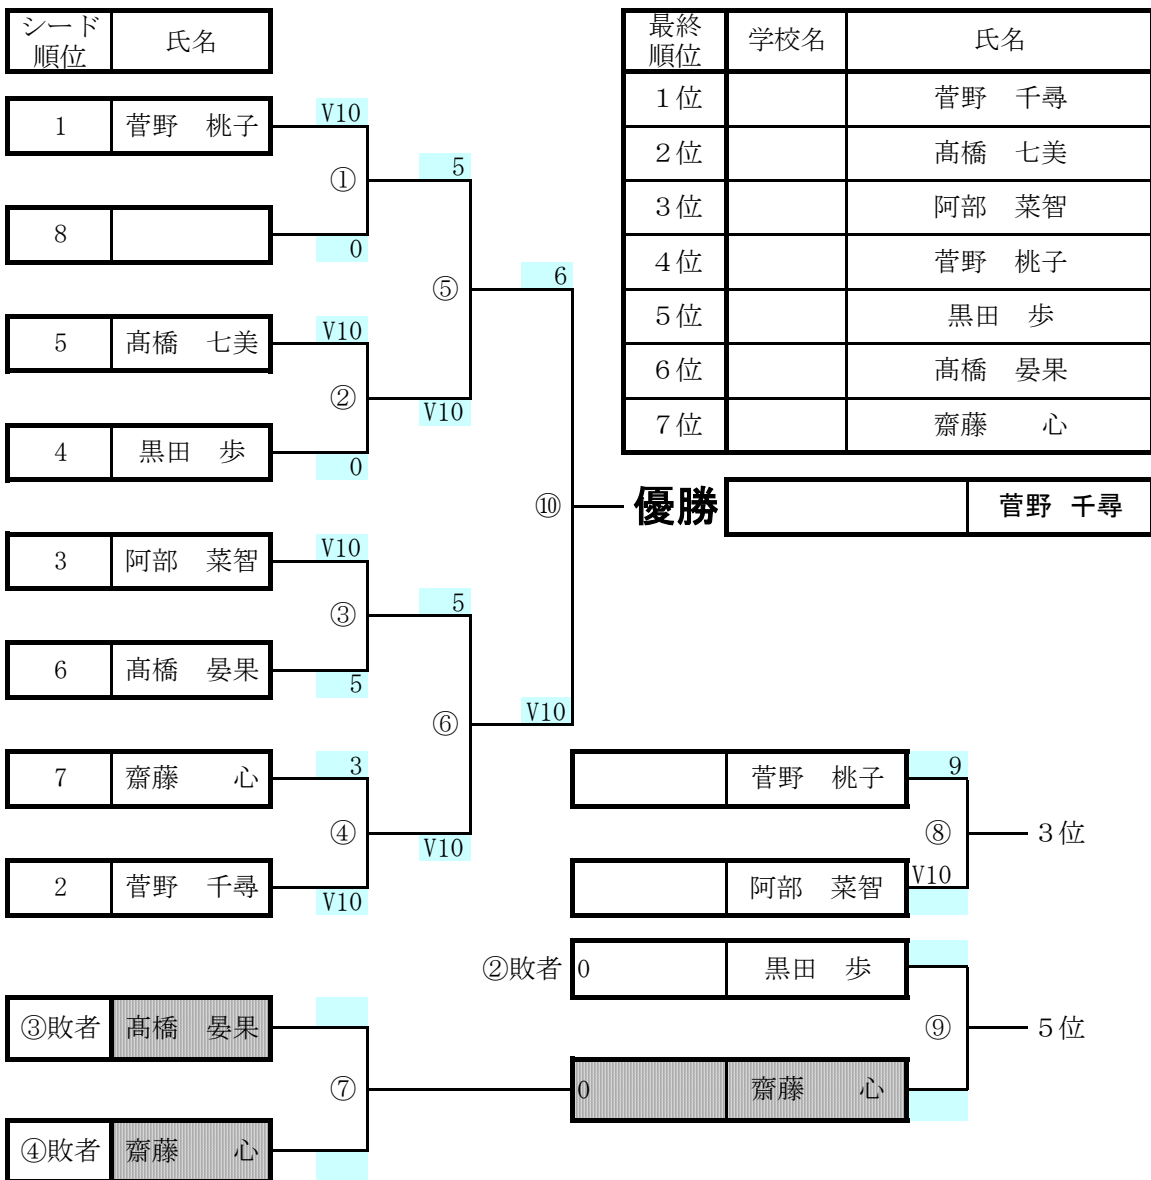 シード
順位 氏名
最終
順位 学校名 氏名
1位 菅野 千尋
2位 髙橋 七美
3位 阿部 菜智
4位 菅野 桃子
5位 黒田 歩
6位 髙橋 晏果
7位 齋藤 心
優勝 菅野 千尋
1 菅野 桃子 V10
①
8 0
5
⑤
5 髙橋 七美 V10
②
4 黒田 歩 0
V10
6
⑩
3 阿部 菜智 V10
③
6 髙橋 晏果 5
5
⑥
7 齋藤 心 3
④
2 菅野 千尋 V10
V10
V10
菅野 桃子 9
⑧ 3位
阿部 菜智 V10
②敗者 0 黒田 歩
⑨ 5位
0 齋藤 心
③敗者 髙橋 晏果
⑦
④敗者 齋藤 心